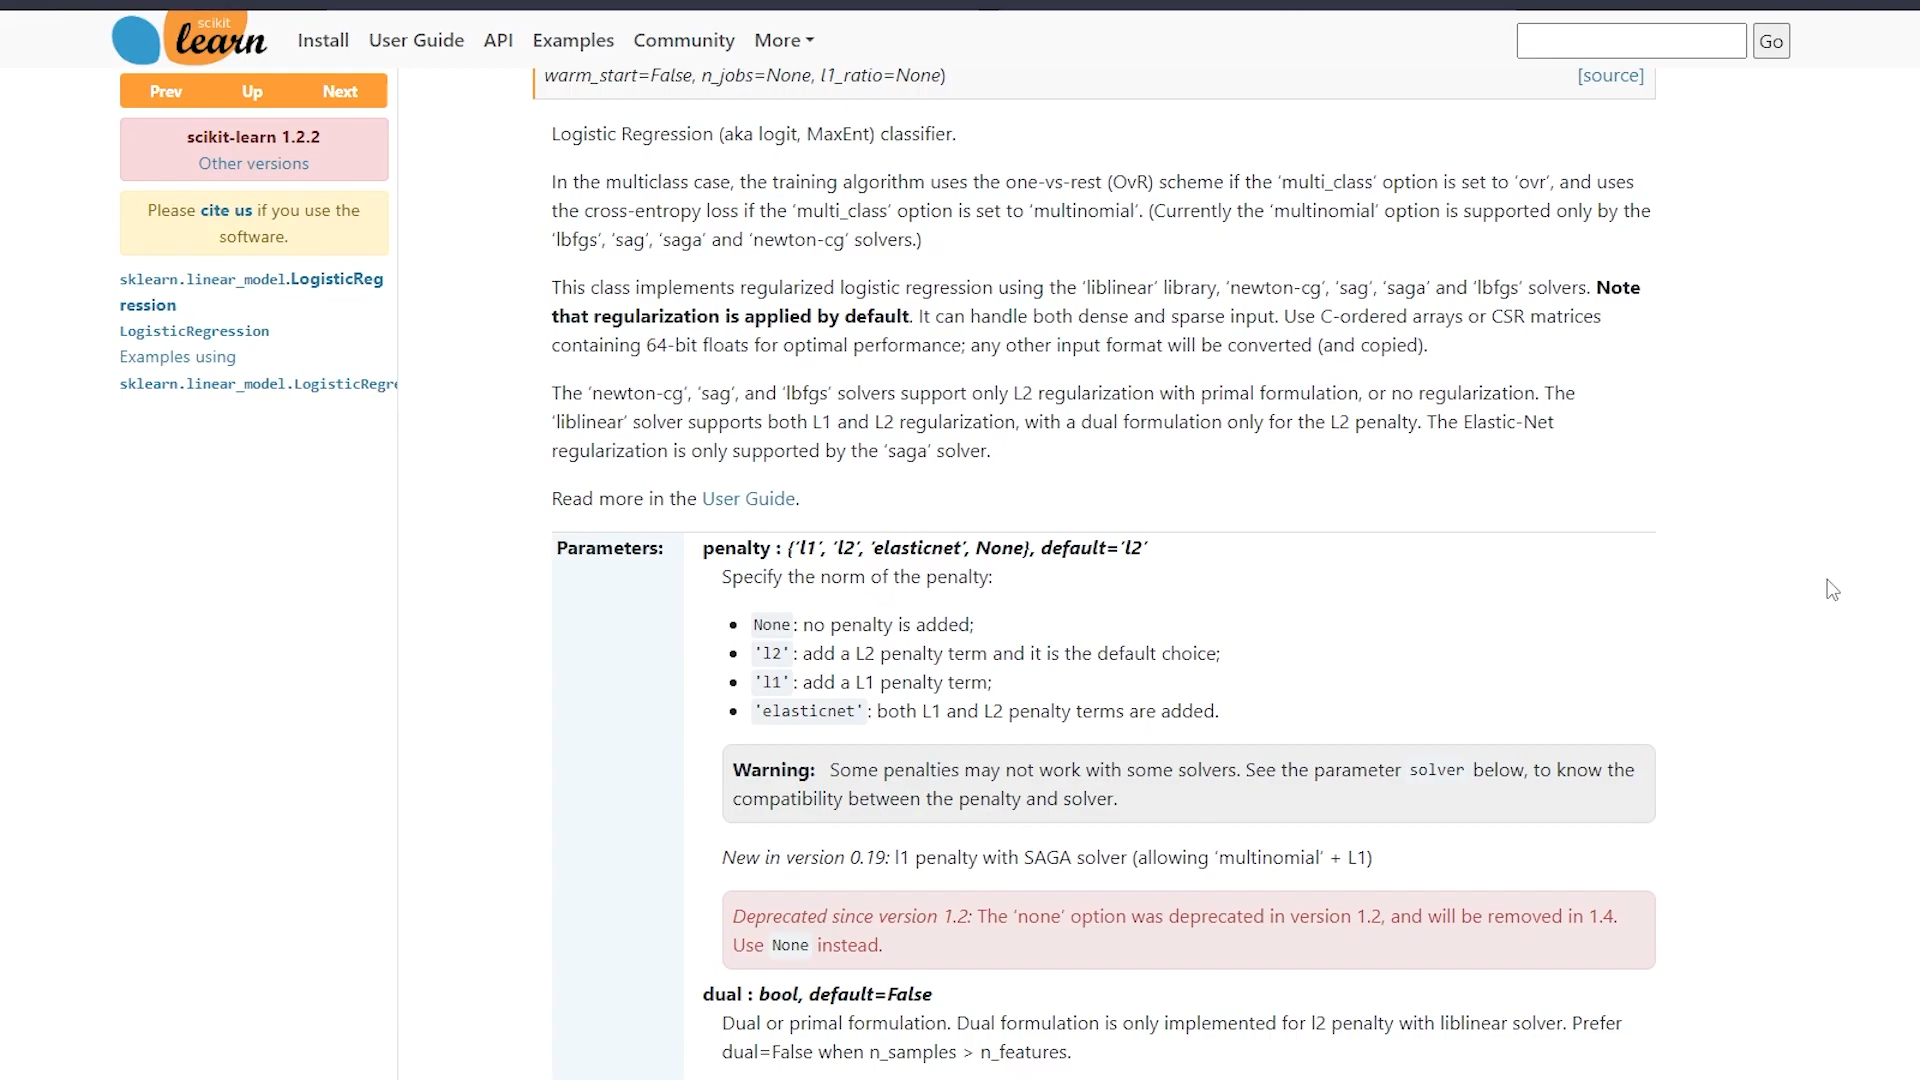 scikit
learn
Install User Guide API Examples Community More
Go
Prev Up Next
scikit-learn 1.2.2
Other versions
Please cite us if you use the
software.
sklearn.linear_model.LogisticReg
ression
LogisticRegression
Examples using
sklearn.linear_model.LogisticRegre
warm_start=False, n_jobs=None, l1_ratio=None) [source]
Logistic Regression (aka logit, MaxEnt) classifier.
In the multiclass case, the training algorithm uses the one-vs-rest (OvR) scheme if the ‘multi_class’ option is set to ‘ovr’, and uses
the cross-entropy loss if the ‘multi_class’ option is set to ‘multinomial’. (Currently the ‘multinomial’ option is supported only by the
‘lbfgs’, ‘sag’, ‘saga’ and ‘newton-cg’ solvers.)
This class implements regularized logistic regression using the ‘liblinear’ library, ‘newton-cg’, ‘sag’, ‘saga’ and ‘lbfgs’ solvers. Note
that regularization is applied by default. It can handle both dense and sparse input. Use C-ordered arrays or CSR matrices
containing 64-bit floats for optimal performance; any other input format will be converted (and copied).
The ‘newton-cg’, ‘sag’, and ‘lbfgs’ solvers support only L2 regularization with primal formulation, or no regularization. The
‘liblinear’ solver supports both L1 and L2 regularization, with a dual formulation only for the L2 penalty. The Elastic-Net
regularization is only supported by the ‘saga’ solver.
Read more in the User Guide.
Parameters: penalty : {‘l1’, ‘l2’, ‘elasticnet’, None}, default=’l2’
Specify the norm of the penalty:
• None: no penalty is added;
• 'l2': add a L2 penalty term and it is the default choice;
• 'l1': add a L1 penalty term;
• 'elasticnet': both L1 and L2 penalty terms are added.
Warning: Some penalties may not work with some solvers. See the parameter solver below, to know the
compatibility between the penalty and solver.
New in version 0.19: l1 penalty with SAGA solver (allowing ‘multinomial’ + L1)
Deprecated since version 1.2: The ‘none’ option was deprecated in version 1.2, and will be removed in 1.4.
Use None instead.
dual : bool, default=False
Dual or primal formulation. Dual formulation is only implemented for l2 penalty with liblinear solver. Prefer
dual=False when n_samples > n_features.